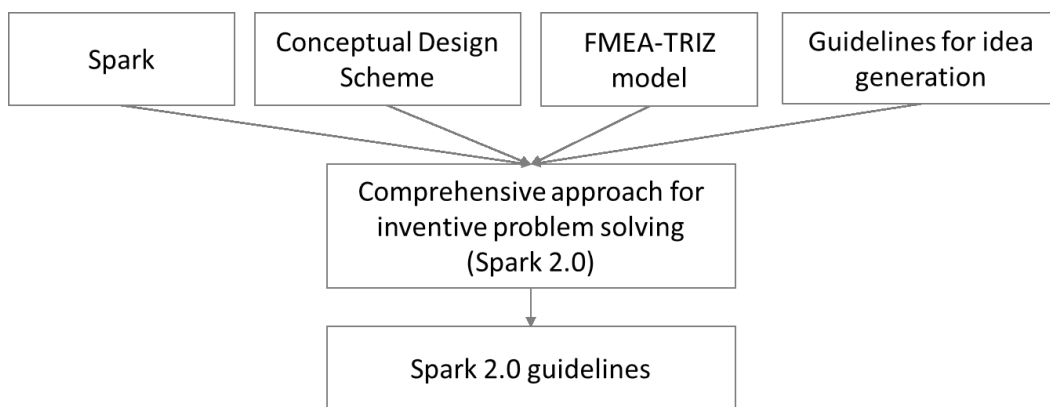 Spark
Conceptual Design
Scheme
FMEA-TRIZ
model
Guidelines for idea
generation
Comprehensive approach for
inventive problem solving
(Spark 2.0)
Spark 2.0 guidelines